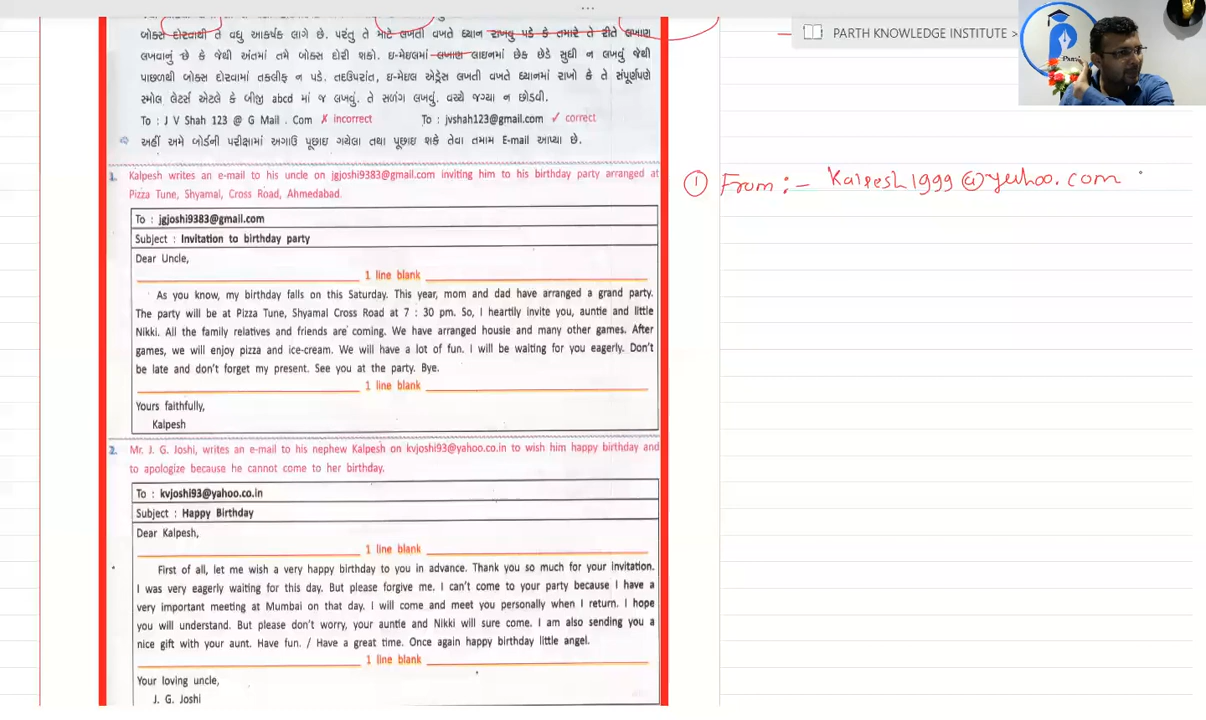 બોક્સ દોરવાથી તે વધુ આકર્ષક લાગે છે. પરંતુ તે માટે લખતી વખતે ધ્યાન રાખવુ પડે કે તમારે તે રીતે લખાણ
લખવાનું છે કે જેથી અંતમાં તમે બોક્સ દોરી શકો. ઇ-મેઇલમાં લખાણ લાઇનમાં છેક છેડે સુધી ન લખવું જેથી
પાછળથી બોક્સ દોરવામાં તકલીફ ન પડે. તદઉપરાંત, ઇ-મેઇલ એડ્રેસ લખતી વખતે ધ્યાનમાં રાખો કે તે સંપૂર્ણપણે
સ્મોલ લેટર્સ એટલે કે બીજી abcd માં જ લખવું. તે સળંગ લખવું. વચ્ચે જગ્યા ન છોડવી.
To : J V Shah 123 @ G Mail . Com ✗ incorrect To : jvshah123@gmail.com ✓ correct
અહીં અમે બોર્ડની પરીક્ષામાં અગાઉ પૂછાઇ ગયેલા તથા પૂછાઇ શકે તેવા તમામ E-mail આપ્યા છે.
1. Kalpesh writes an e-mail to his uncle on jgjoshi9383@gmail.com inviting him to his birthday party arranged at
Pizza Tune, Shyamal, Cross Road, Ahmedabad.
To : jgjoshi9383@gmail.com
Subject : Invitation to birthday party
Dear Uncle,
1 line blank
As you know, my birthday falls on this Saturday. This year, mom and dad have arranged a grand party.
The party will be at Pizza Tune, Shyamal Cross Road at 7 : 30 pm. So, I heartily invite you, auntie and little
Nikki. All the family relatives and friends are coming. We have arranged housie and many other games. After
games, we will enjoy pizza and ice-cream. We will have a lot of fun. I will be waiting for you eagerly. Don't
be late and don't forget my present. See you at the party. Bye.
1 line blank
Yours faithfully,
Kalpesh
2. Mr. J. G. Joshi, writes an e-mail to his nephew Kalpesh on kvjoshi93@yahoo.co.in to wish him happy birthday and
to apologize because he cannot come to her birthday.
To : kvjoshi93@yahoo.co.in
Subject : Happy Birthday
Dear Kalpesh,
1 line blank
First of all, let me wish a very happy birthday to you in advance. Thank you so much for your invitation.
I was very eagerly waiting for this day. But please forgive me. I can't come to your party because I have a
very important meeting at Mumbai on that day. I will come and meet you personally when I return. I hope
you will understand. But please don't worry, your auntie and Nikki will sure come. I am also sending you a
nice gift with your aunt. Have fun. / Have a great time. Once again happy birthday little angel.
1 line blank
Your loving uncle,
J. G. Joshi
PARTH KNOWLEDGE INSTITUTE >
① From :- Kalpesh1999@yahoo.com